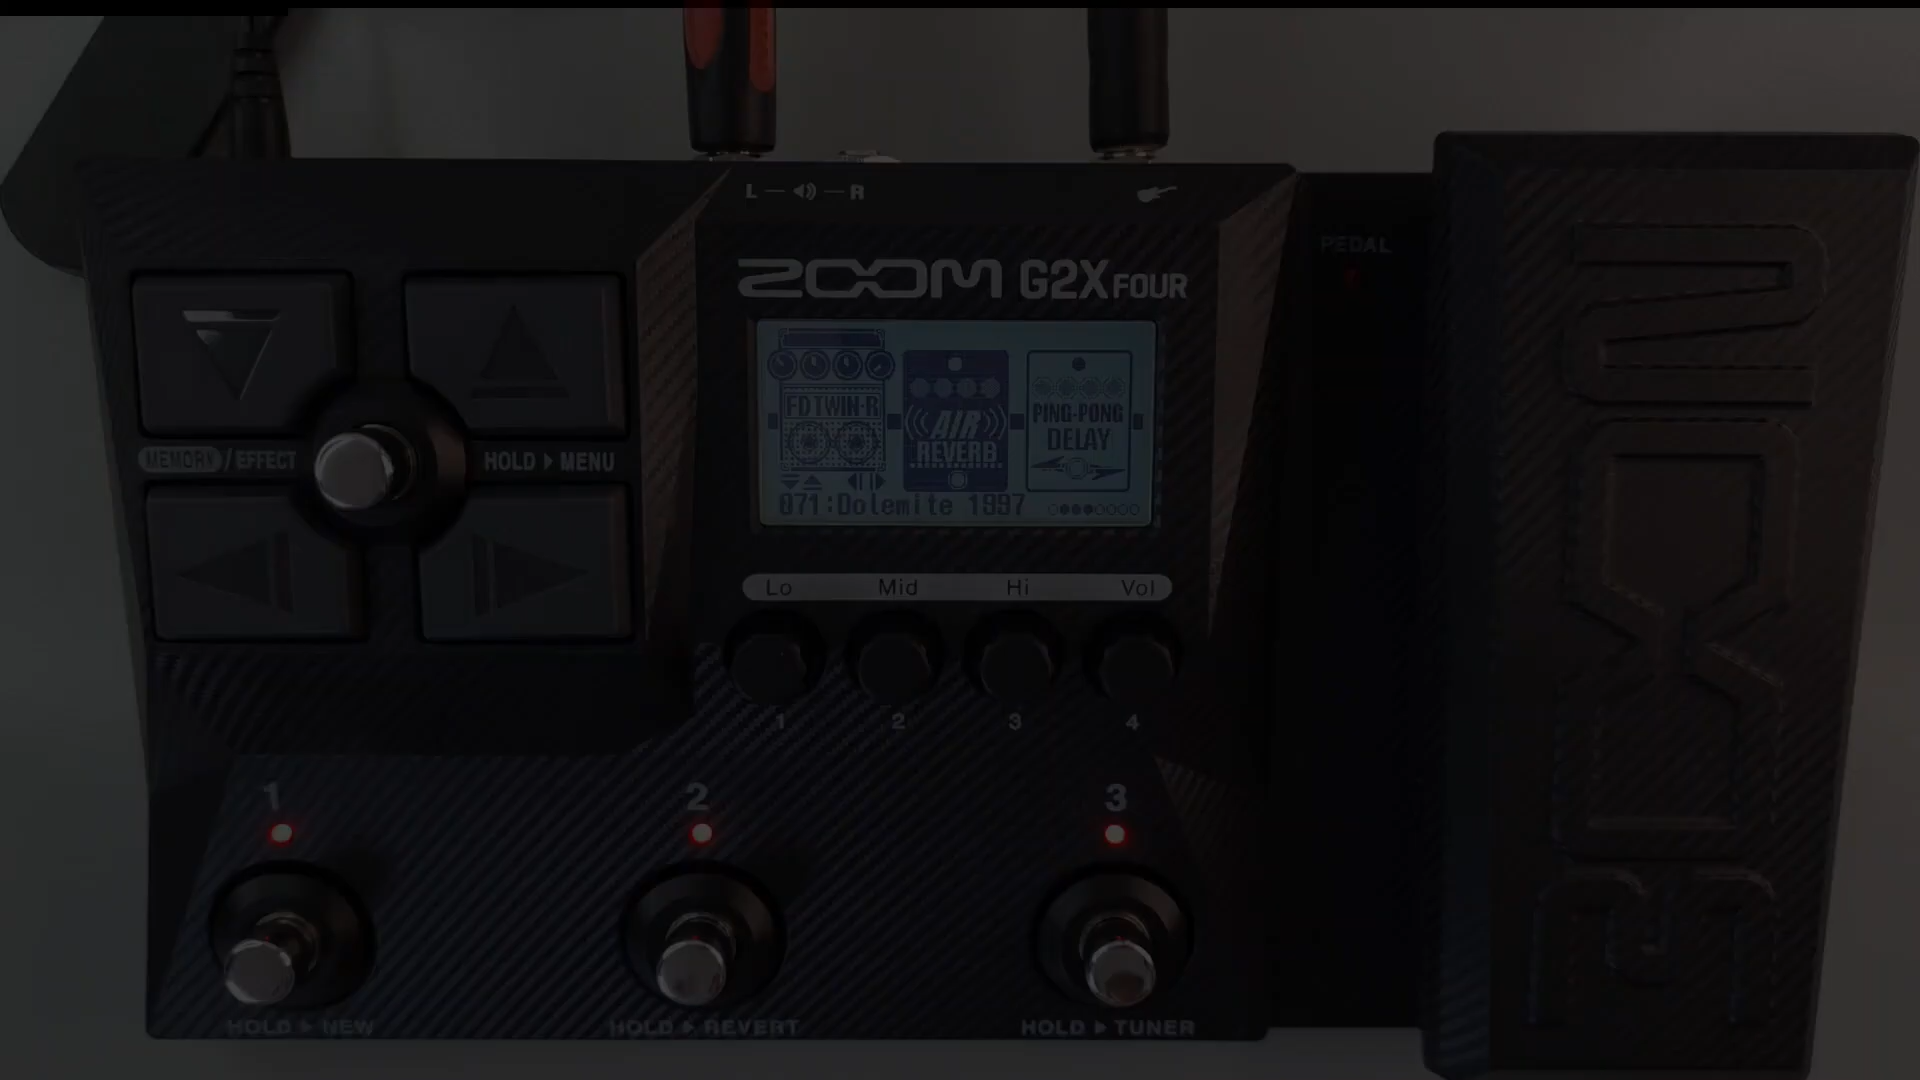 L R
PEDAL
ZOOM G2X FOUR
FD TWIN-R
AIR
REVERB
PING-PONG
DELAY
071:Dolemite 1997
MEMORY / EFFECT
HOLD ▶ MENU
Lo Mid Hi Vol
1 2 3 4
1 2 3
HOLD ▶ NEW
HOLD ▶ REVERT
HOLD ▶ TUNER
ZOOM